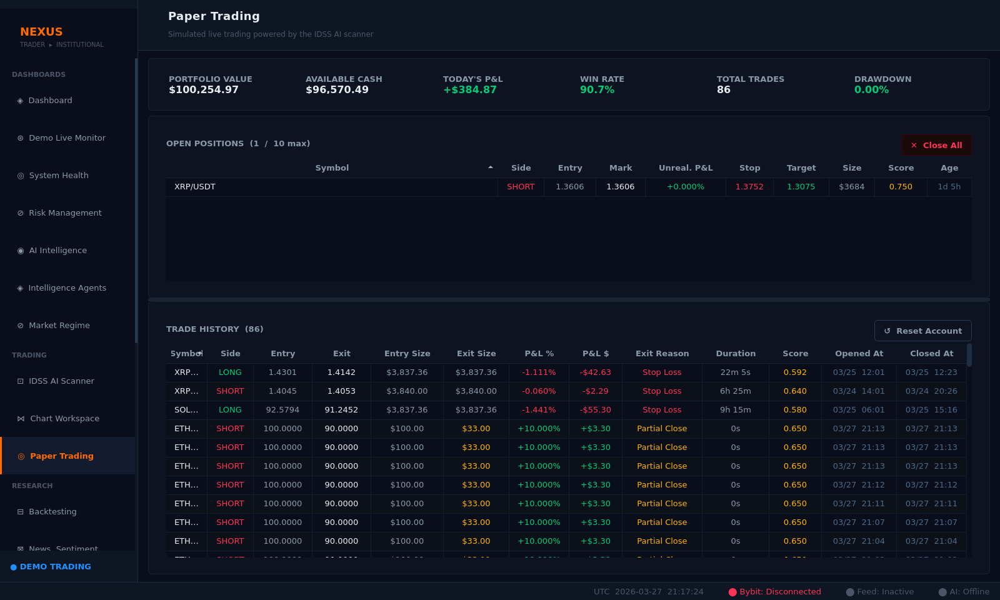 NEXUS
TRADER ▸ INSTITUTIONAL
DASHBOARDS
◈ Dashboard
⊛ Demo Live Monitor
◎ System Health
⊘ Risk Management
◉ AI Intelligence
◈ Intelligence Agents
⊘ Market Regime
TRADING
⊡ IDSS AI Scanner
⋈ Chart Workspace
◎ Paper Trading
RESEARCH
⊟ Backtesting
⊠ News Sentiment
● DEMO TRADING
Paper Trading
Simulated live trading powered by the IDSS AI scanner
PORTFOLIO VALUE AVAILABLE CASH TODAY'S P&L WIN RATE TOTAL TRADES DRAWDOWN
$100,254.97 $96,570.49 +$384.87 90.7% 86 0.00%
OPEN POSITIONS (1 / 10 max)
✕ Close All
Symbol Side Entry Mark Unreal. P&L Stop Target Size Score Age
XRP/USDT SHORT 1.3606 1.3606 +0.000% 1.3752 1.3075 $3684 0.750 1d 5h
TRADE HISTORY (86)
↺ Reset Account
Symbol Side Entry Exit Entry Size Exit Size P&L % P&L $ Exit Reason Duration Score Opened At Closed At
XRP… LONG 1.4301 1.4142 $3,837.36 $3,837.36 -1.111% -$42.63 Stop Loss 22m 5s 0.592 03/25 12:01 03/25 12:23
XRP… SHORT 1.4045 1.4053 $3,840.00 $3,840.00 -0.060% -$2.29 Stop Loss 6h 25m 0.640 03/24 14:01 03/24 20:26
SOL… LONG 92.5794 91.2452 $3,837.36 $3,837.36 -1.441% -$55.30 Stop Loss 9h 15m 0.580 03/25 06:01 03/25 15:16
ETH… SHORT 100.0000 90.0000 $100.00 $33.00 +10.000% +$3.30 Partial Close 0s 0.650 03/27 21:13 03/27 21:13
ETH… SHORT 100.0000 90.0000 $100.00 $33.00 +10.000% +$3.30 Partial Close 0s 0.650 03/27 21:13 03/27 21:13
ETH… SHORT 100.0000 90.0000 $100.00 $33.00 +10.000% +$3.30 Partial Close 0s 0.650 03/27 21:13 03/27 21:13
ETH… SHORT 100.0000 90.0000 $100.00 $33.00 +10.000% +$3.30 Partial Close 0s 0.650 03/27 21:12 03/27 21:12
ETH… SHORT 100.0000 90.0000 $100.00 $33.00 +10.000% +$3.30 Partial Close 0s 0.650 03/27 21:11 03/27 21:11
ETH… SHORT 100.0000 90.0000 $100.00 $33.00 +10.000% +$3.30 Partial Close 0s 0.650 03/27 21:07 03/27 21:07
ETH… SHORT 100.0000 90.0000 $100.00 $33.00 +10.000% +$3.30 Partial Close 0s 0.650 03/27 21:04 03/27 21:04
UTC 2026-03-27 21:17:24 ● Bybit: Disconnected ● Feed: Inactive ● AI: Offline